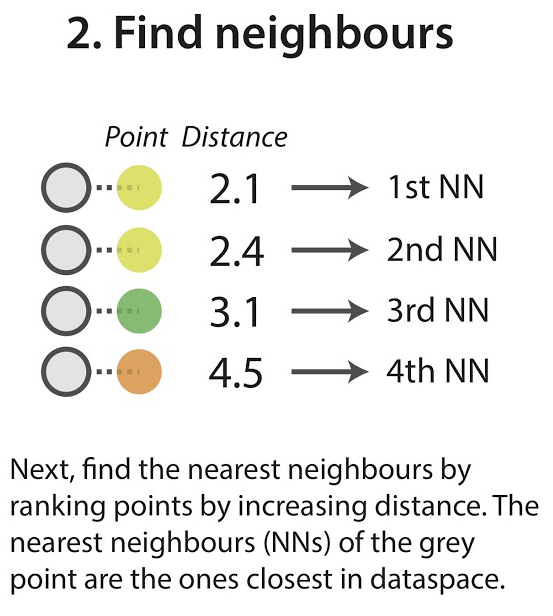 2. Find neighbours
Point Distance
2.1 1st NN
2.4 2nd NN
3.1 3rd NN
4.5 4th NN
Next, find the nearest neighbours by
ranking points by increasing distance. The
nearest neighbours (NNs) of the grey
point are the ones closest in dataspace.